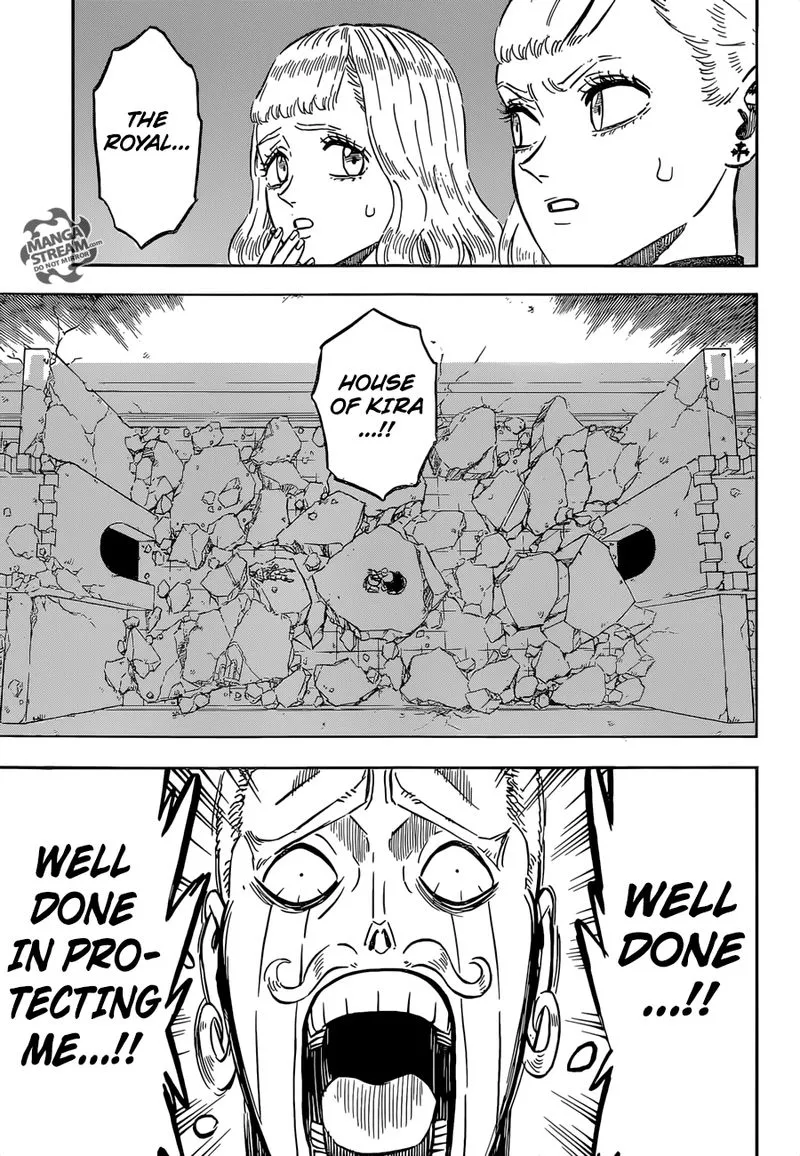 THE
ROYAL...
MANGA
STREAM.com
DO NOT MIRROR
HOUSE
OF KIRA
...!!
WELL
DONE
...!!
WELL
DONE
IN PRO-
TECTING
ME...!!